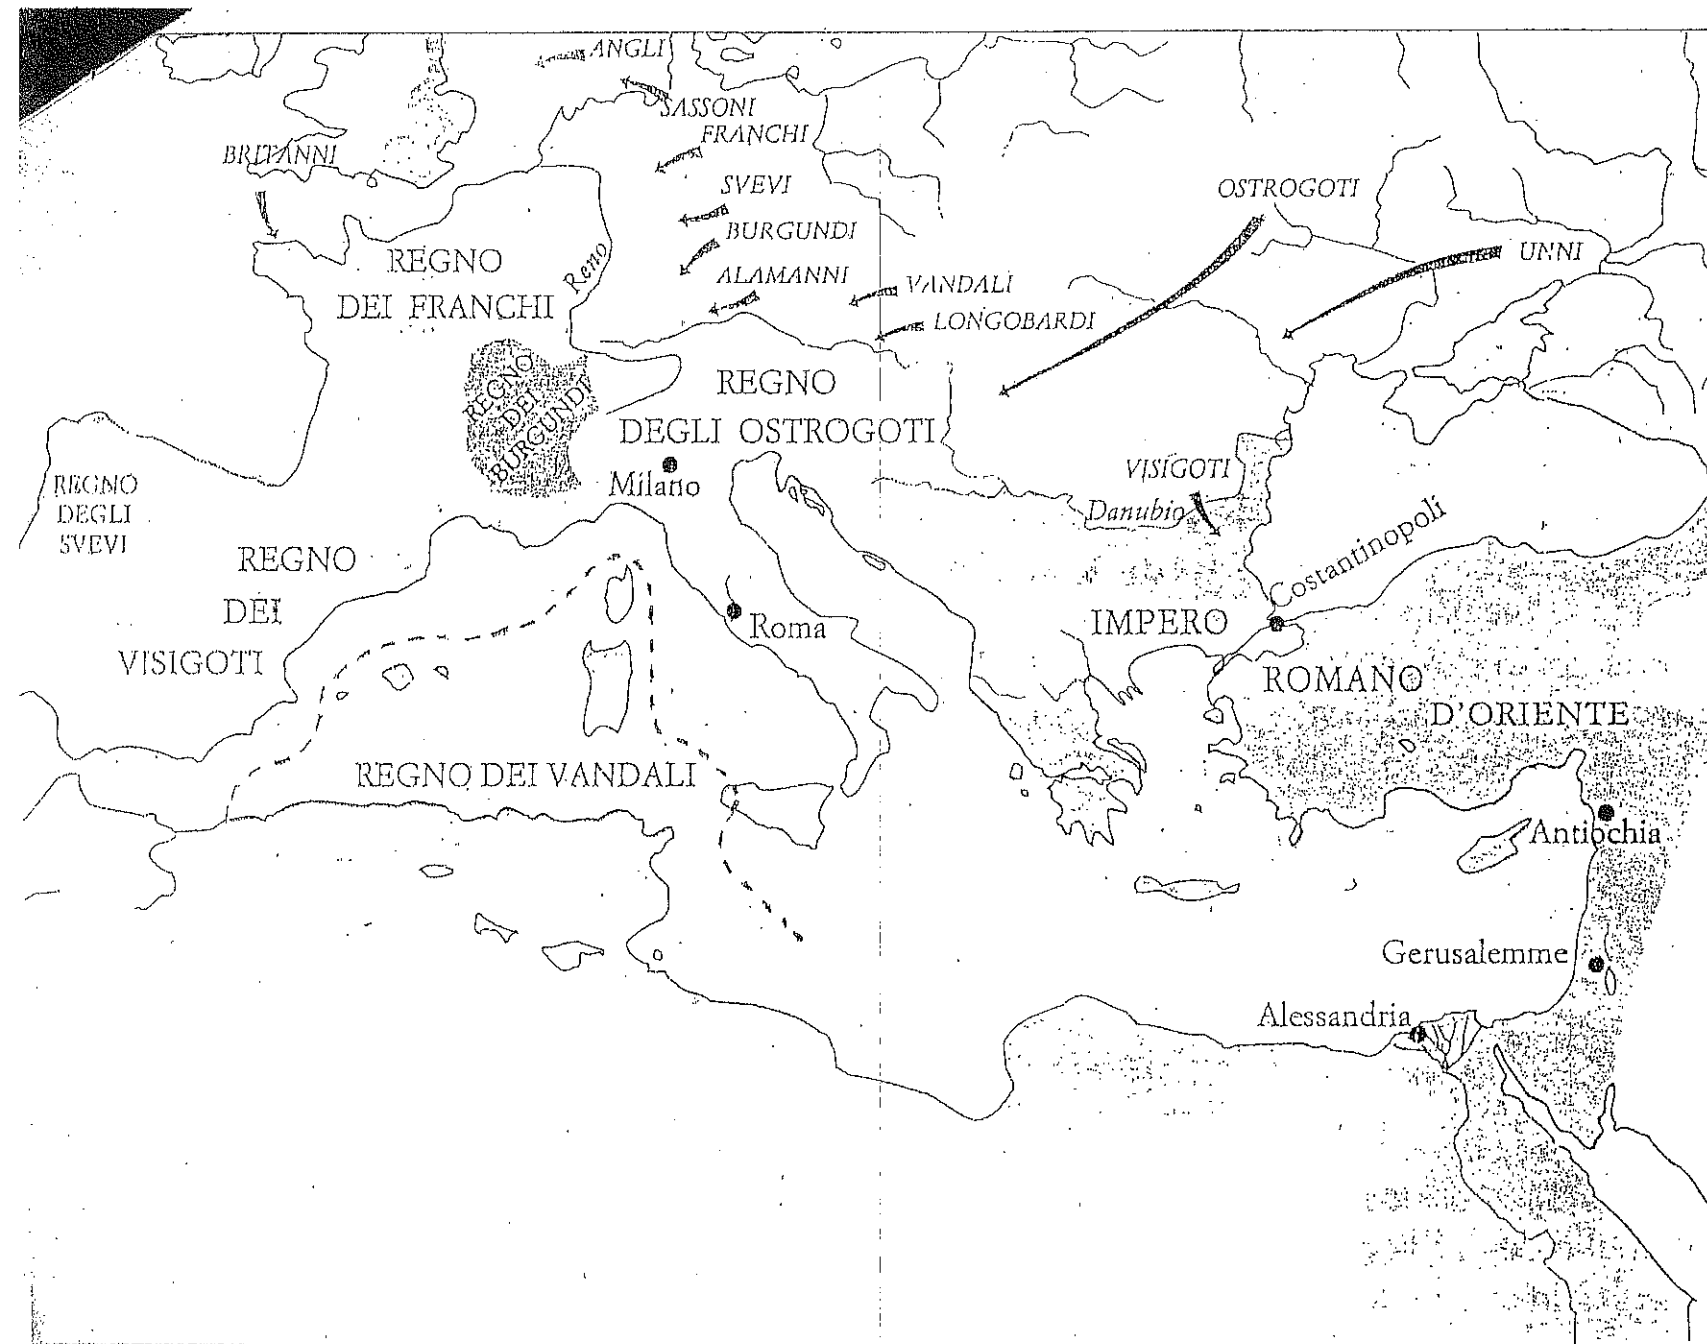 ANGLI
SASSONI
FRANCHI
BRITANNI
SVEVI
OSTROGOTI
BURGUNDI
UNNI
REGNO
DEI FRANCHI
Reno
ALAMANNI
VANDALI
LONGOBARDI
REGNO
DEI
BURGUNDI
REGNO
DEGLI OSTROGOTI
Milano
VISIGOTI
Danubio
REGNO
DEGLI
SVEVI
REGNO
DEI
VISIGOTI
Costantinopoli
Roma
IMPERO
ROMANO
D'ORIENTE
REGNO DEI VANDALI
Antiochia
Gerusalemme
Alessandria